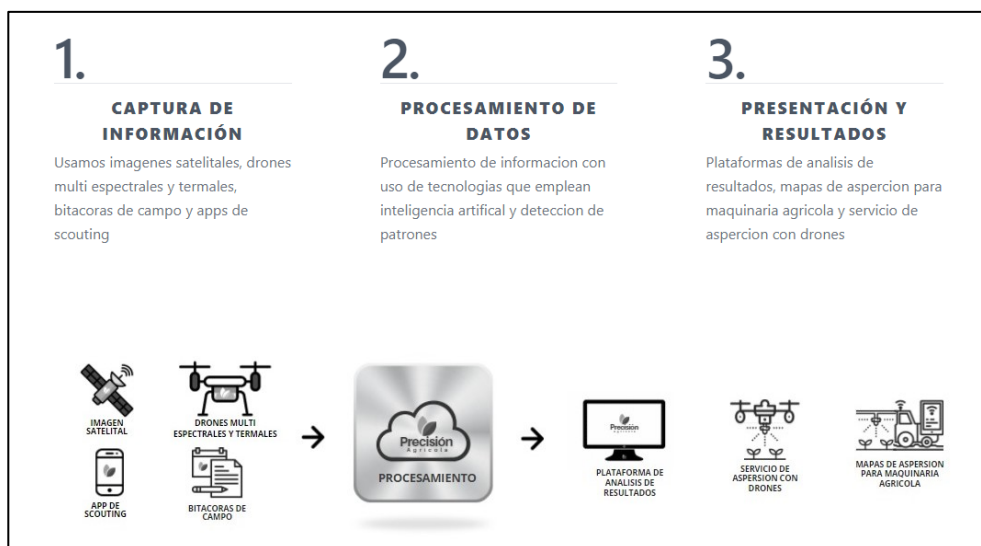 1.
CAPTURA DE
INFORMACIÓN
Usamos imagenes satelitales, drones
multi espectrales y termales,
bitacoras de campo y apps de
scouting
2.
PROCESAMIENTO DE
DATOS
Procesamiento de informacion con
uso de tecnologias que emplean
inteligencia artifical y deteccion de
patrones
3.
PRESENTACIÓN Y
RESULTADOS
Plataformas de analisis de
resultados, mapas de aspercion para
maquinaria agricola y servicio de
aspercion con drones
IMAGEN
SATELITAL
DRONES MULTI
ESPECTRALES Y TERMALES
APP DE
SCOUTING
BITACORAS DE
CAMPO
Precisión
Agrícola
PROCESAMIENTO
Precisión
PLATAFORMA DE
ANALISIS DE
RESULTADOS
SERVICIO DE
ASPERSION CON
DRONES
MAPAS DE ASPERSION
PARA MAQUINARIA
AGRICOLA